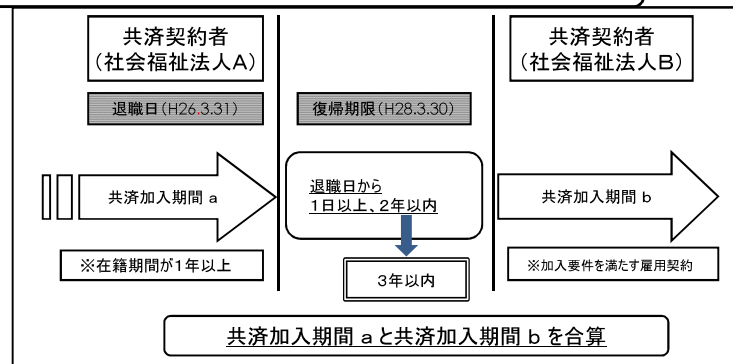 共済契約者
(社会福祉法人A)
共済契約者
(社会福祉法人B)
退職日(H26.3.31)
復帰期限(H28.3.30)
共済加入期間 a
退職日から
1日以上、2年以内
共済加入期間 b
※在籍期間が1年以上
3年以内
※加入要件を満たす雇用契約
共済加入期間 a と共済加入期間 b を合算